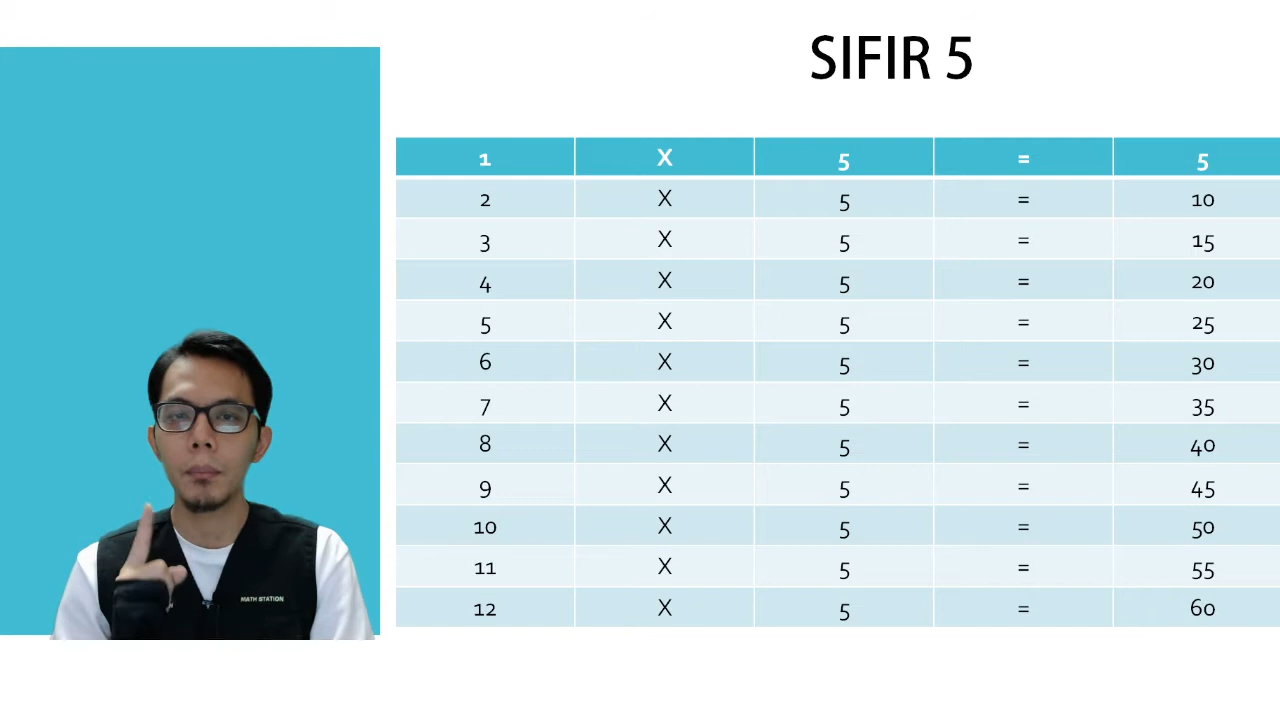 SIFIR 5
1 X 5 = 5
2 X 5 = 10
3 X 5 = 15
4 X 5 = 20
5 X 5 = 25
6 X 5 = 30
7 X 5 = 35
8 X 5 = 40
9 X 5 = 45
10 X 5 = 50
11 X 5 = 55
12 X 5 = 60
MATH STATION